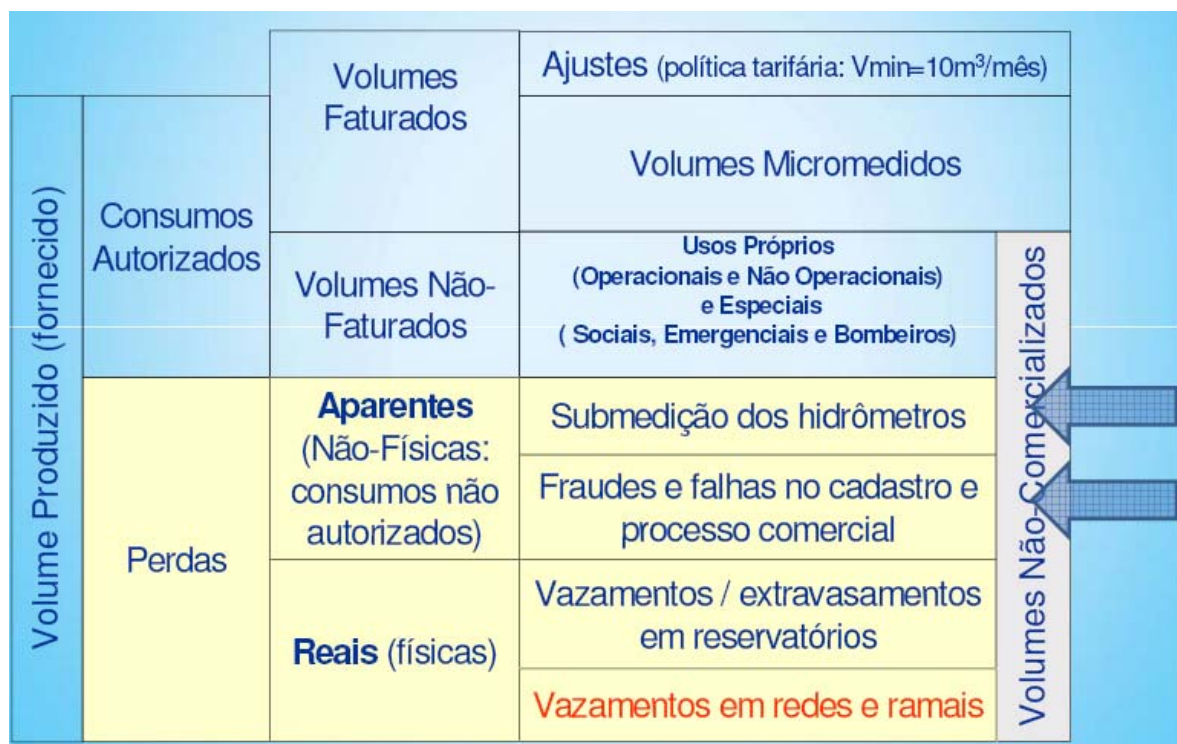 Volume Produzido (fornecido)
Consumos
Autorizados
Perdas
Volumes
Faturados
Volumes Não-
Faturados
Aparentes
(Não-Físicas:
consumos não
autorizados)
Reais (físicas)
Ajustes (política tarifária: Vmin=10m³/mês)
Volumes Micromedidos
Usos Próprios
(Operacionais e Não Operacionais)
e Especiais
( Sociais, Emergenciais e Bombeiros)
Submedição dos hidrômetros
Fraudes e falhas no cadastro e
processo comercial
Vazamentos / extravasamentos
em reservatórios
Vazamentos em redes e ramais
Volumes Não-Comercializados